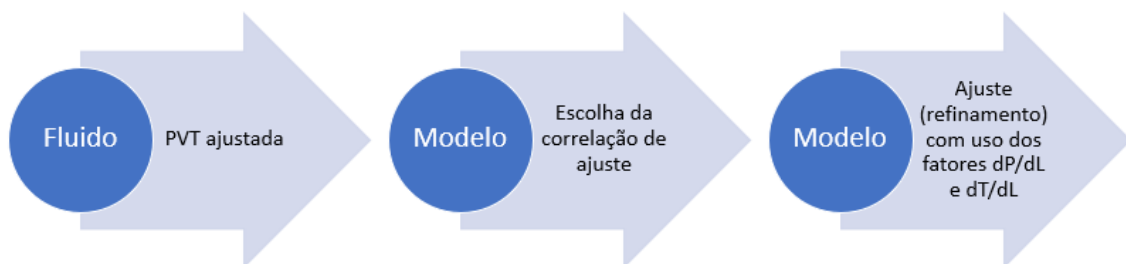 Fluido
PVT ajustada
Modelo
Escolha da
correlação de
ajuste
Modelo
Ajuste
(refinamento)
com uso dos
fatores dP/dL
e dT/dL